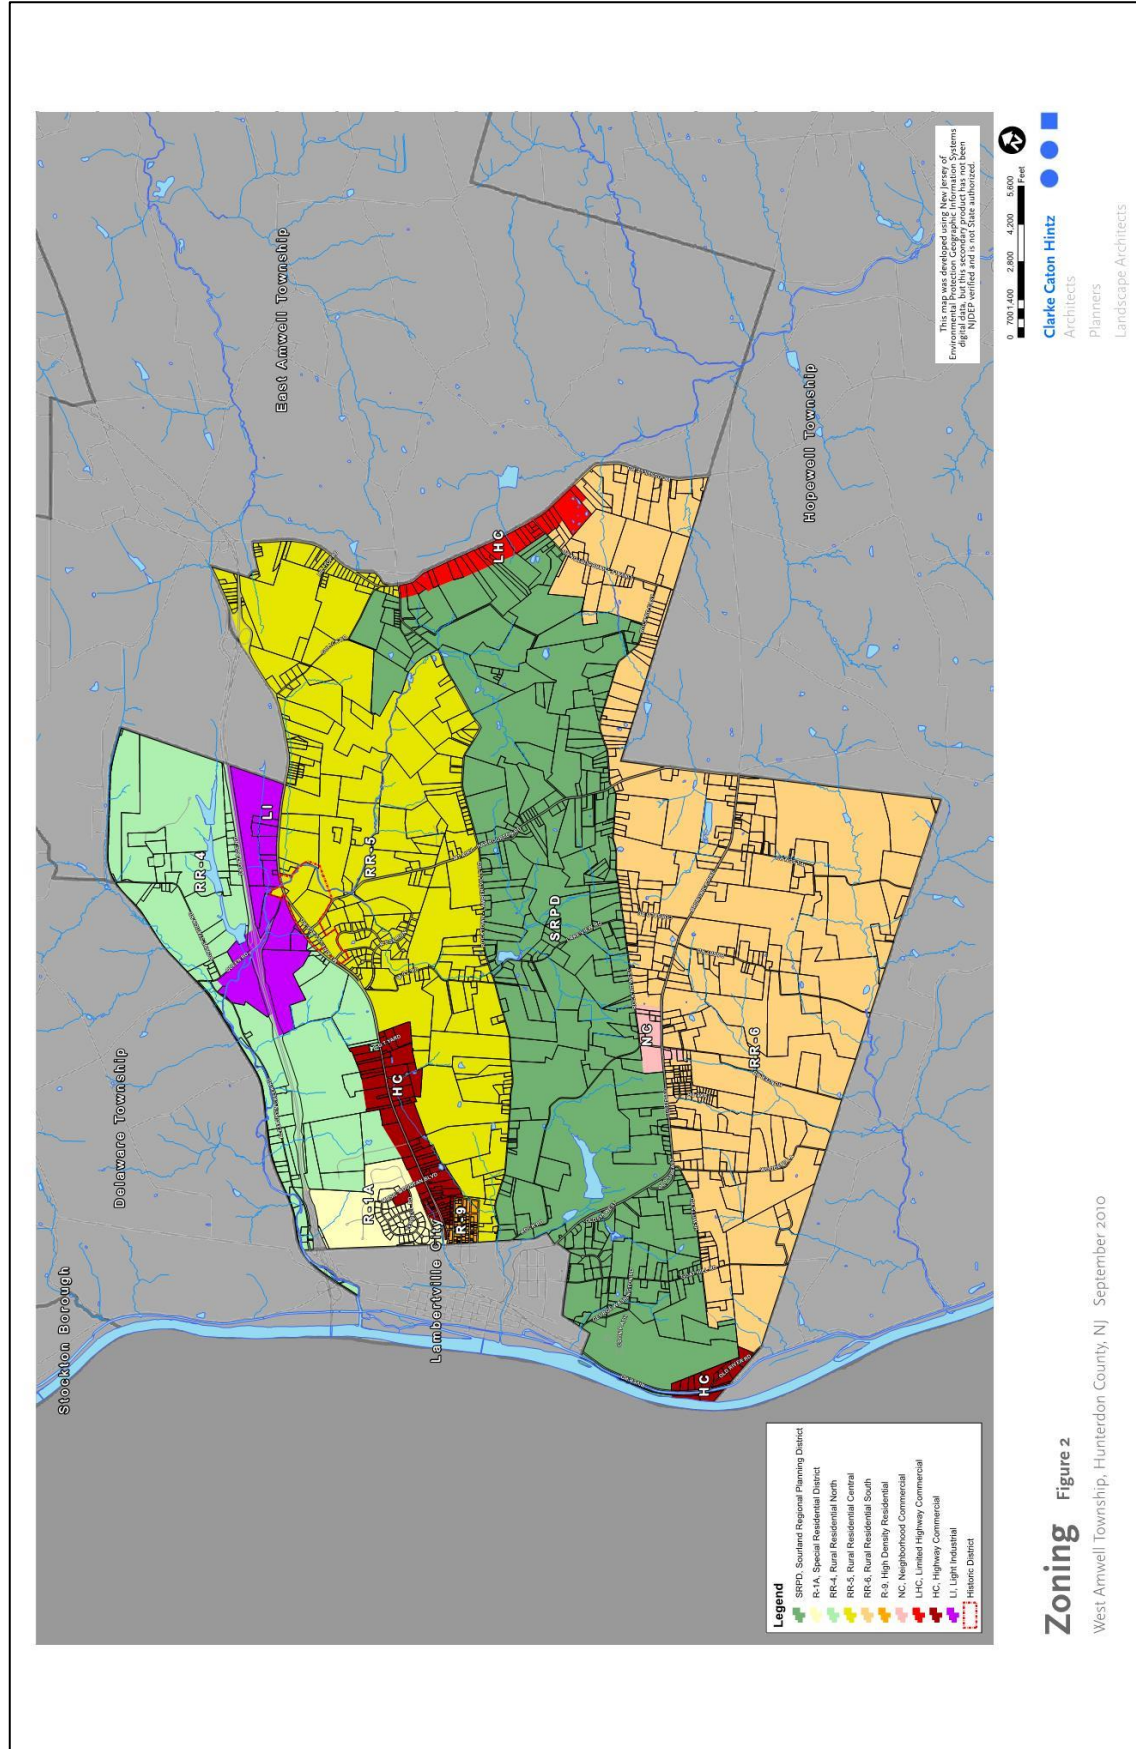 Stockton Borough
Delaware Township
East Amwell Township
Lambertville City
Hopewell Township
RR-4
LI
RR-5
R-1A
HC
R-9
SRPD
LHC
NC
RR-6
HC
OLD RIVER RD
Legend
SRPD, Sourland Regional Planning District
R-1A, Special Residential District
RR-4, Rural Residential North
RR-5, Rural Residential Central
RR-6, Rural Residential South
R-9, High Density Residential
NC, Neighborhood Commercial
LHC, Limited Highway Commercial
HC, Highway Commercial
LI, Light Industrial
Historic District
This map was developed using New Jersey of
Environmental Protection Geographic Information Systems
digital data, but this secondary product has not been
NJDEP verified and is not State authorized.
N
0 700 1,400 2,800 4,200 5,600
Feet
Zoning Figure 2
West Amwell Township, Hunterdon County, NJ September 2010
Clarke Caton Hintz
Architects
Planners
Landscape Architects